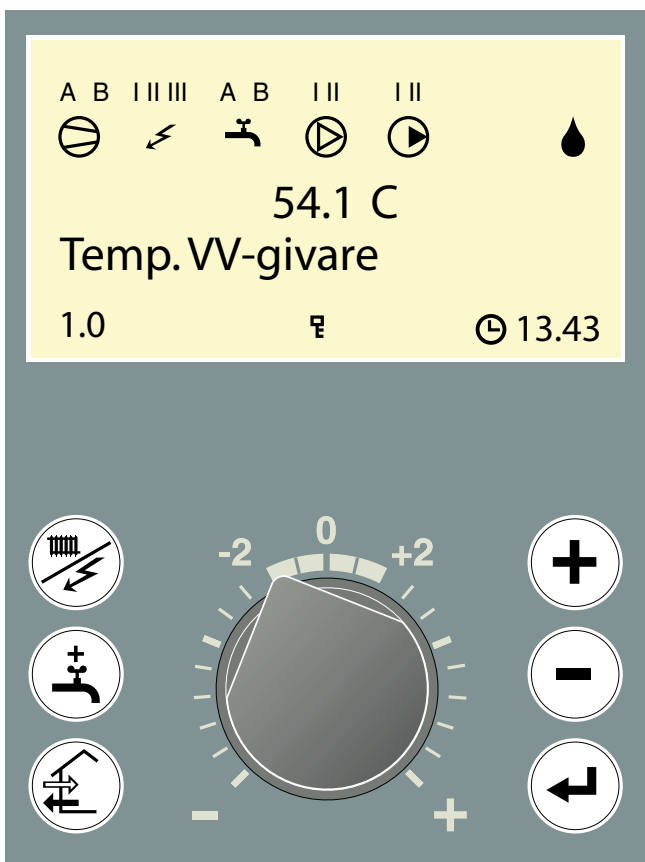 A B I II III A B I II I II
54.1 C
Temp. VV-givare
1.0 13.43
0
-2 +2
- +